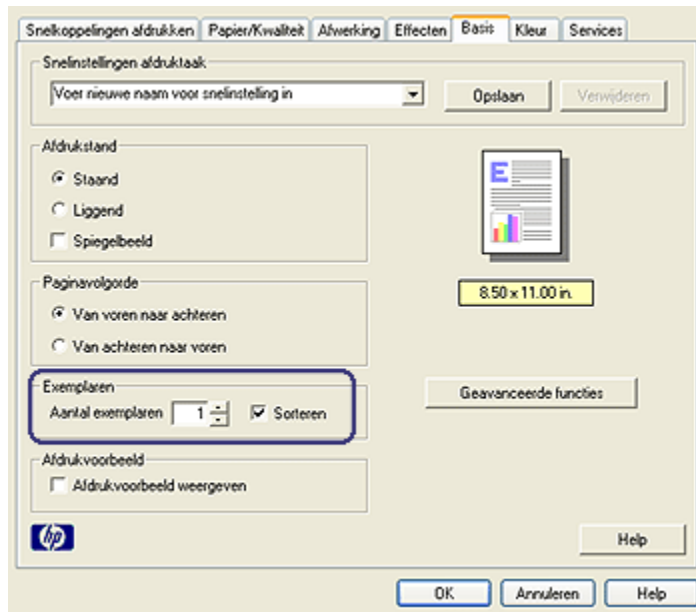 Snelkoppelingen afdrukken Papier/Kwaliteit Afwerking Effecten Basis Kleur Services
Snelinstellingen afdruktaak
Voer nieuwe naam voor snelinstelling in Opslaan Verwijderen
Afdrukstand
Staand
Liggend
Spiegelbeeld
E
8.50 x 11.00 in.
Paginavolgorde
Van voren naar achteren
Van achteren naar voren
Exemplaren
Aantal exemplaren 1 Sorteren
Geavanceerde functies
Afdrukvoorbeeld
Afdrukvoorbeeld weergeven
hp
Help
OK Annuleren Help